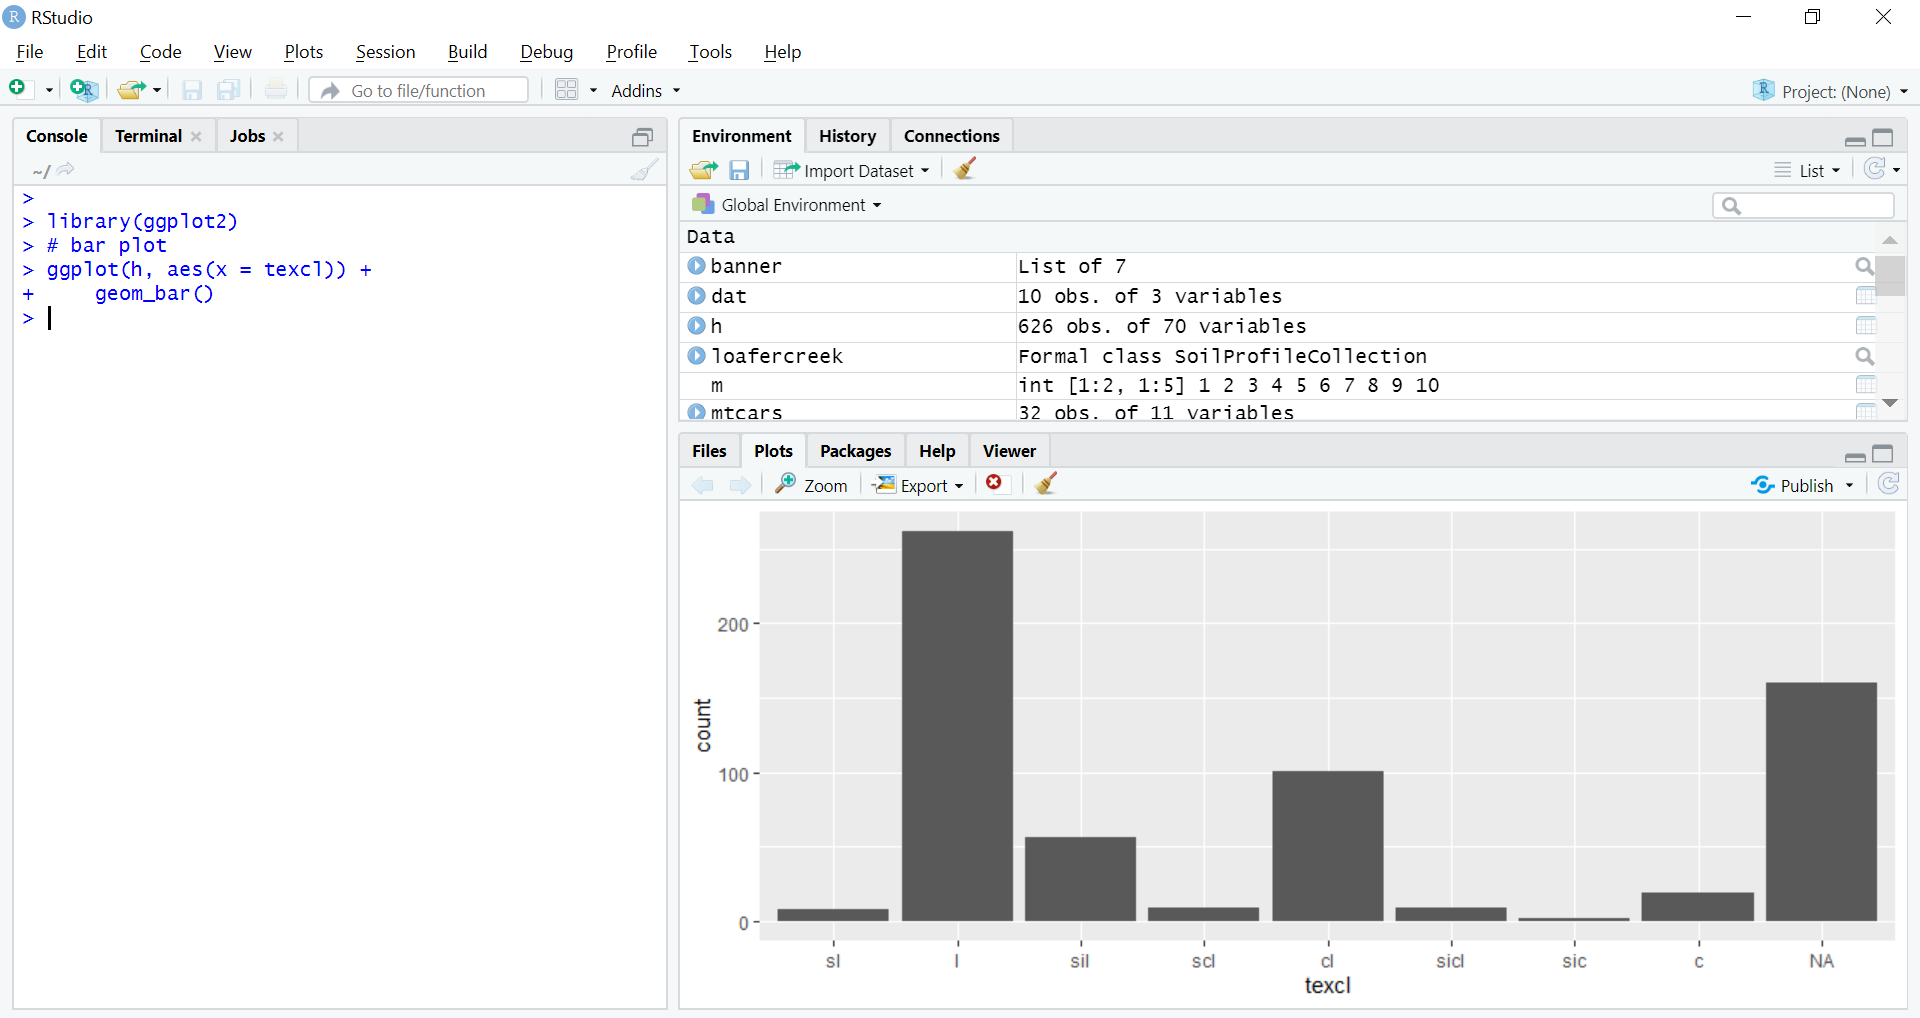 RStudio
File Edit Code View Plots Session Build Debug Profile Tools Help
Go to file/function Addins Project: (None)
Console Terminal Jobs
~/
>
> library(ggplot2)
> # bar plot
> ggplot(h, aes(x = texcl)) +
+     geom_bar()
>
Environment History Connections
Import Dataset List
Global Environment
Data
banner List of 7
dat 10 obs. of 3 variables
h 626 obs. of 70 variables
loafercreek Formal class SoilProfileCollection
m int [1:2, 1:5] 1 2 3 4 5 6 7 8 9 10
mtcars 32 obs. of 11 variables
Files Plots Packages Help Viewer
Zoom Export Publish
200
100
0
count
sl l sil scl cl sicl sic c NA
texcl